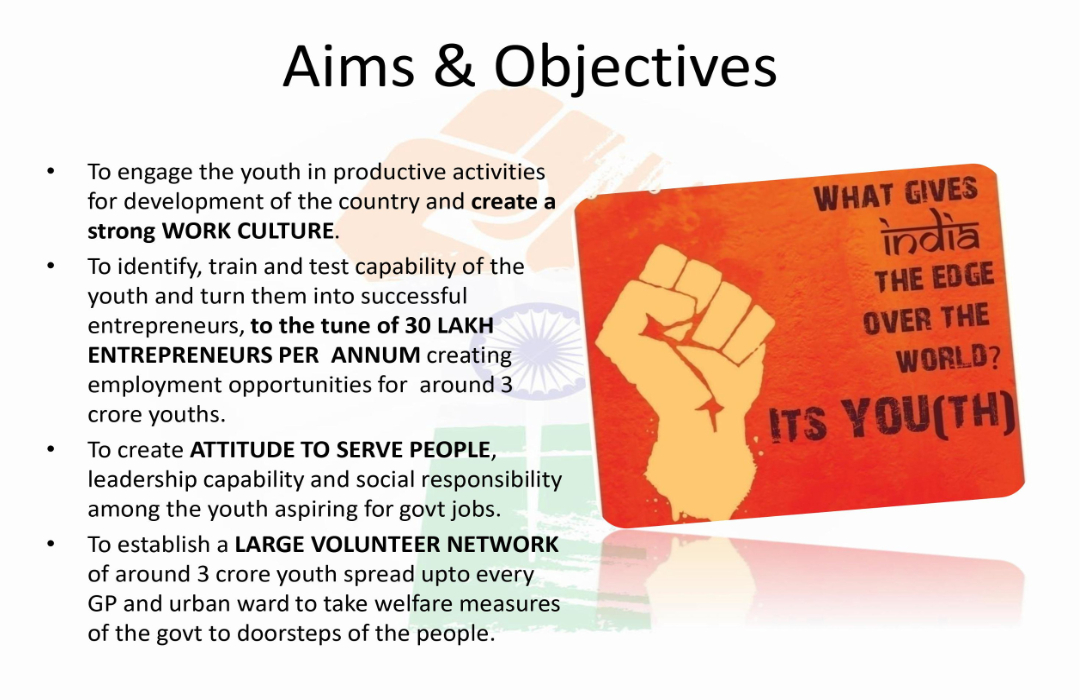 Aims & Objectives
• To engage the youth in productive activities
for development of the country and create a
strong WORK CULTURE.
• To identify, train and test capability of the
youth and turn them into successful
entrepreneurs, to the tune of 30 LAKH
ENTREPRENEURS PER  ANNUM creating
employment opportunities for  around 3
crore youths.
• To create ATTITUDE TO SERVE PEOPLE,
leadership capability and social responsibility
among the youth aspiring for govt jobs.
• To establish a LARGE VOLUNTEER NETWORK
of around 3 crore youth spread upto every
GP and urban ward to take welfare measures
of the govt to doorsteps of the people.
WHAT GIVES
india
THE EDGE
OVER THE
WORLD?
ITS YOU(TH)